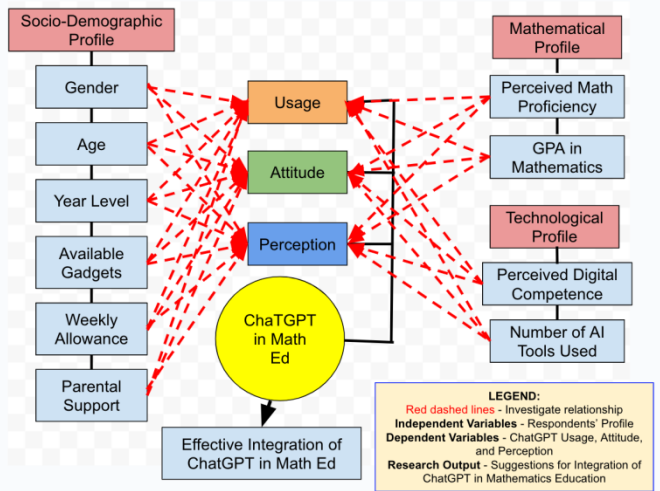 Socio-Demographic
Profile
Gender
Age
Year Level
Available
Gadgets
Weekly
Allowance
Parental
Support
Usage
Attitude
Perception
ChaTGPT
in Math
Ed
Effective Integration of
ChatGPT in Math Ed
Mathematical
Profile
Perceived Math
Proficiency
GPA in
Mathematics
Technological
Profile
Perceived Digital
Competence
Number of AI
Tools Used
LEGEND:
Red dashed lines - Investigate relationship
Independent Variables - Respondents' Profile
Dependent Variables - ChatGPT Usage, Attitude,
and Perception
Research Output - Suggestions for Integration of
ChatGPT in Mathematics Education